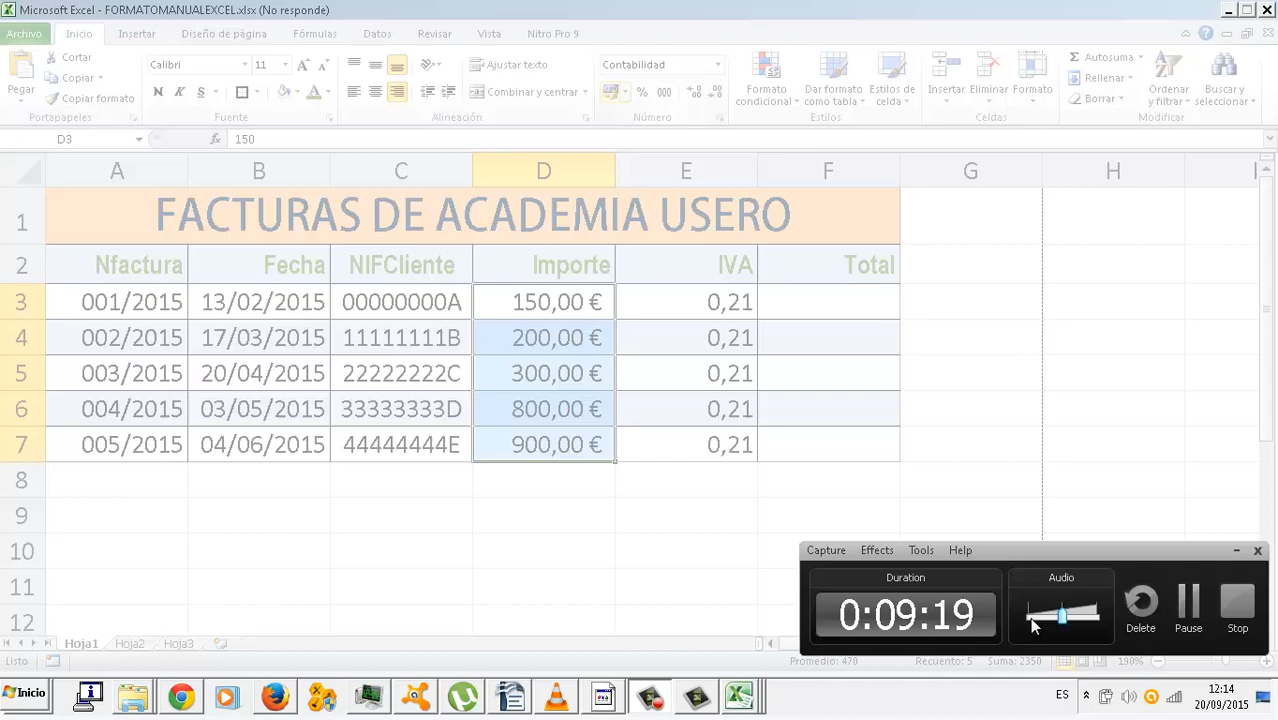 Microsoft Excel - FORMATOMANUALEXCEL.xlsx (No responde)
Archivo Inicio Insertar Diseño de página Fórmulas Datos Revisar Vista Nitro Pro 9
Cortar Calibri 11 Ajustar texto Contabilidad Autosuma
Copiar Rellenar
Pegar Copiar formato N K S A Combinar y centrar % 000 Formato condicional Dar formato como tabla Estilos de celda Insertar Eliminar Formato Borrar Ordenar y filtrar Buscar y seleccionar
Portapapeles Fuente Alineación Número Estilos Celdas Modificar
D3 fx 150
A B C D E F G H I
1 FACTURAS DE ACADEMIA USERO
2 Nfactura Fecha NIFCliente Importe IVA Total
3 001/2015 13/02/2015 00000000A 150,00 € 0,21
4 002/2015 17/03/2015 11111111B 200,00 € 0,21
5 003/2015 20/04/2015 22222222C 300,00 € 0,21
6 004/2015 03/05/2015 33333333D 800,00 € 0,21
7 005/2015 04/06/2015 44444444E 900,00 € 0,21
8
9
10
11
12
Capture Effects Tools Help
Duration Audio
0:09:19
Delete Pause Stop
Hoja1 Hoja2 Hoja3
Listo Promedio: 470 Recuento: 5 Suma: 2350 190%
Inicio ES 12:14
20/09/2015